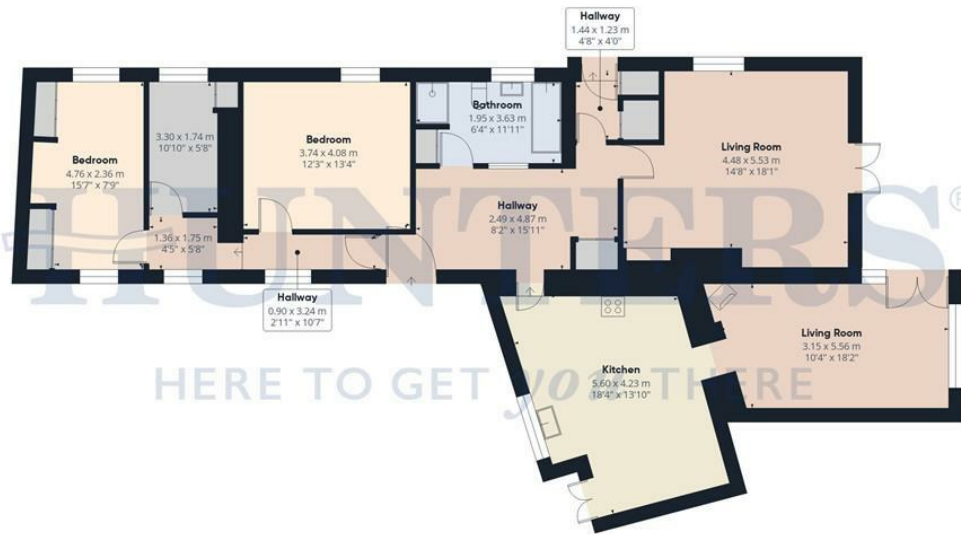 Hallway
1.44 x 1.23 m
4'8" x 4'0"
Bathroom
1.95 x 3.63 m
6'4" x 11'11"
3.30 x 1.74 m
10'10" x 5'8"
Bedroom
3.74 x 4.08 m
12'3" x 13'4"
Living Room
4.48 x 5.53 m
14'8" x 18'1"
Bedroom
4.76 x 2.36 m
15'7" x 7'9"
Hallway
2.49 x 4.87 m
8'2" x 15'11"
1.36 x 1.75 m
4'5" x 5'8"
HUNTERS®
Hallway
0.90 x 3.24 m
2'11" x 10'7"
Living Room
3.15 x 5.56 m
10'4" x 18'2"
Kitchen
5.60 x 4.23 m
18'4" x 13'10"
HERE TO GET you THERE